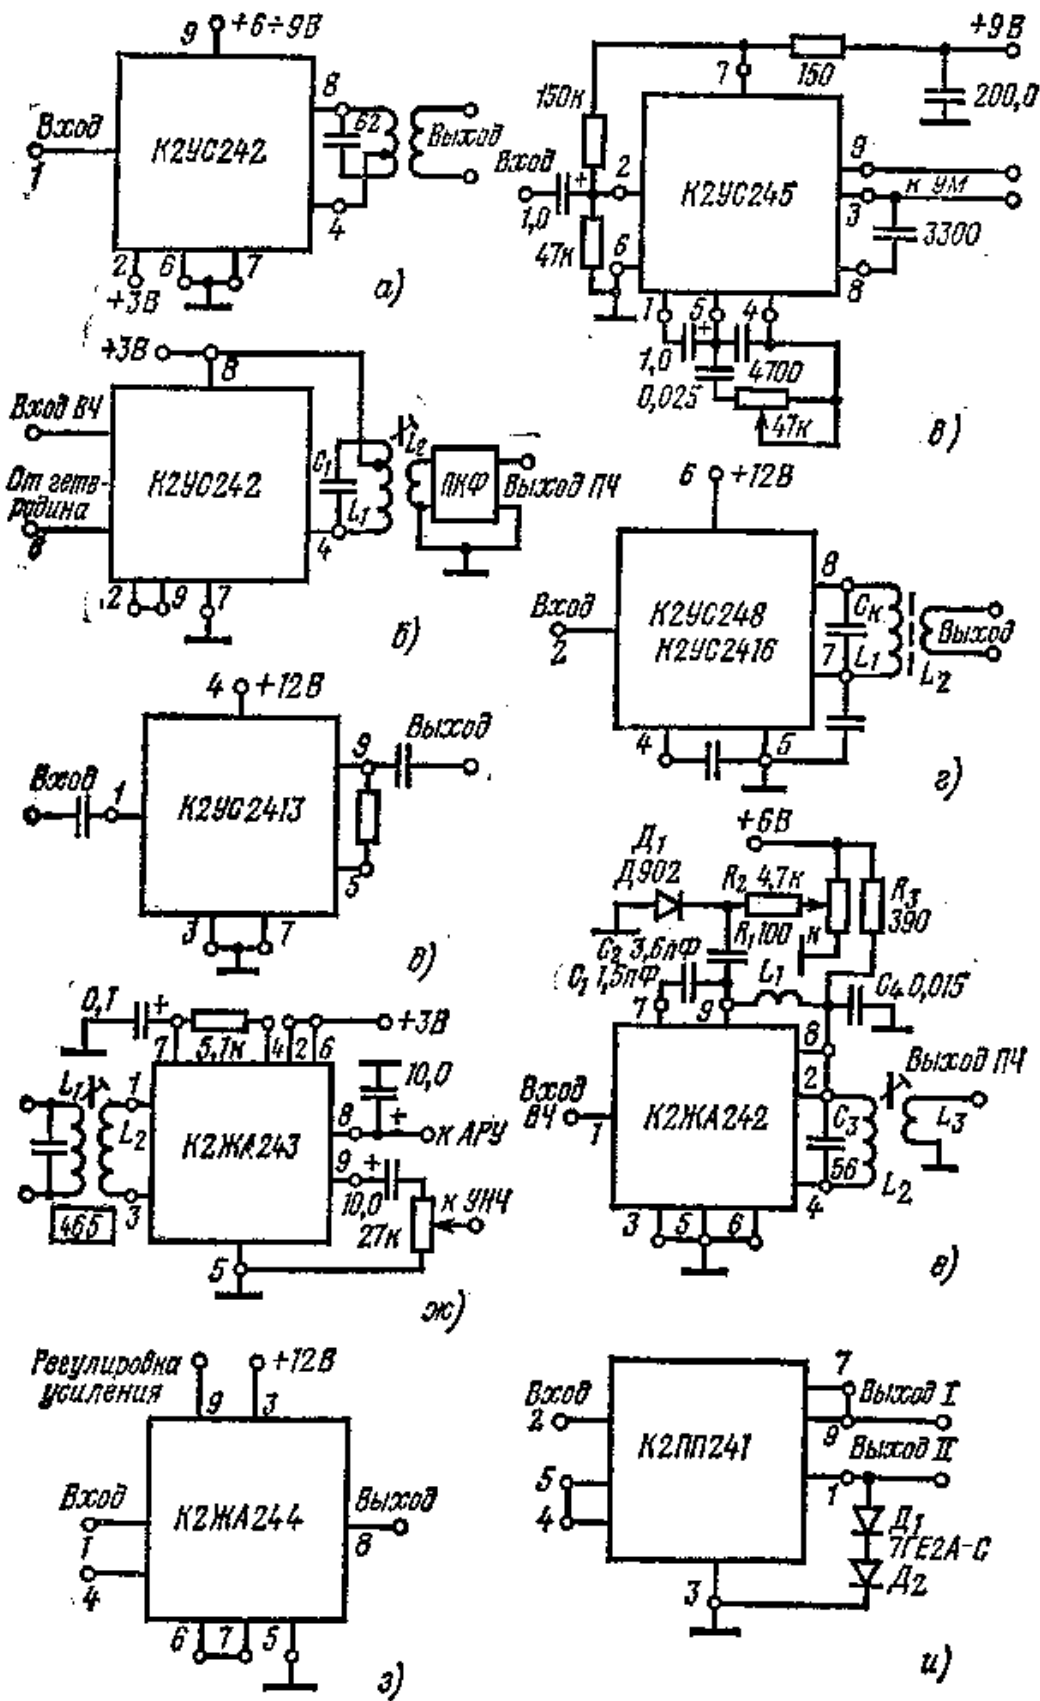 9 +6÷9В
Вход
1
К2УС242
8
62
Выход
4
2 6 7
+3В
а)
+9В
7
150
200,0
150к
Вход
1,0
+
2
К2УС245
9
к УМ
3
3300
8
47к
6
1 5 4
1,0
+
4700
0,025
47к
в)
+3В
8
Вход ВЧ
От гете-
родина
К2УС242
C1
L1
L2
ПКФ
Выход ПЧ
4
2 9 7
б)
6 +12В
Вход
2
К2УС248
К2УС2416
8
Cк
7
L1
L2
Выход
4
5
г)
4 +12В
Вход
1
К2УС2413
9
Выход
5
3 7
д)
+6В
Д1
Д902
R2 4,7к
R3
390
R1 100
к
C2 3,6пФ
C1 1,5пФ
L1
C4 0,015
7 9
8
2
Вход
ВЧ
1
К2ЖА242
C3
56
L2
Выход ПЧ
L3
4
3 5 6
е)
0,1
+
5,1к
+3В
7 4 2 6
L1
1
L2
3
465
К2ЖА243
10,0
+
8
к АРУ
9
+
10,0
к УНЧ
27к
5
ж)
Регулировка
усиления
+12В
9 3
Вход
1
4
К2ЖА244
Выход
8
6 7 5
з)
Вход
2
5
4
К2ПП241
7
Выход I
9
Выход II
1
Д1
7ГЕ2А-С
Д2
3
и)